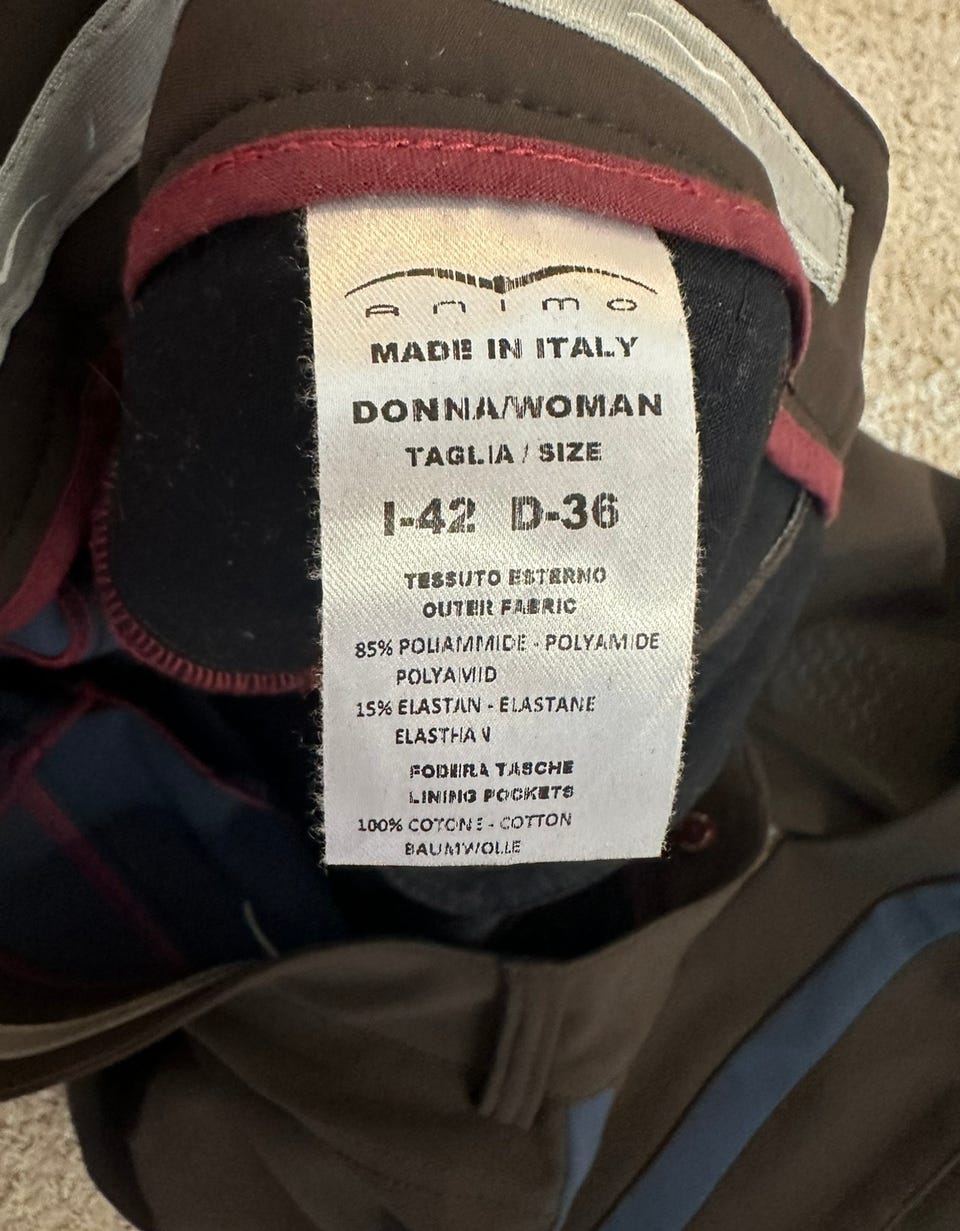 animo
MADE IN ITALY
DONNA/WOMAN
TAGLIA / SIZE
I-42 D-36
TESSUTO ESTERNO
OUTER FABRIC
85% POLIAMMIDE - POLYAMIDE
POLYAMID
15% ELASTAN - ELASTANE
ELASTHAN
FODERA TASCHE
LINING POCKETS
100% COTONE - COTTON
BAUMWOLLE